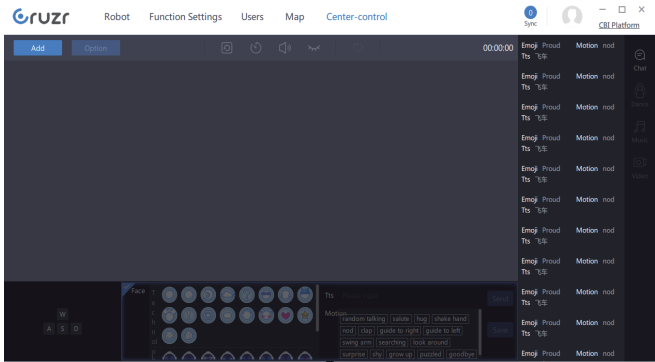 Cruzr
Robot Function Settings Users Map Center-control
0
Sync
CBI Platform
Add Option 00:00:00
Emoji Proud Motion nod
Tts 飞车
Emoji Proud Motion nod
Tts 飞车
Emoji Proud Motion nod
Tts 飞车
Emoji Proud Motion nod
Tts 飞车
Emoji Proud Motion nod
Tts 飞车
Emoji Proud Motion nod
Tts 飞车
Emoji Proud Motion nod
Tts 飞车
Emoji Proud Motion nod
Tts 飞车
Emoji Proud Motion nod
Tts 飞车
Emoji Proud Motion nod
Tts 飞车
Emoji Proud Motion nod
Chat
Dance
Music
Video
W
A S D
Face
Tts
Send
Motion
random talking salute hug shake hand
nod clap guide to right guide to left
swing arm searching look around
surprise shy grow up puzzled goodbye
Save